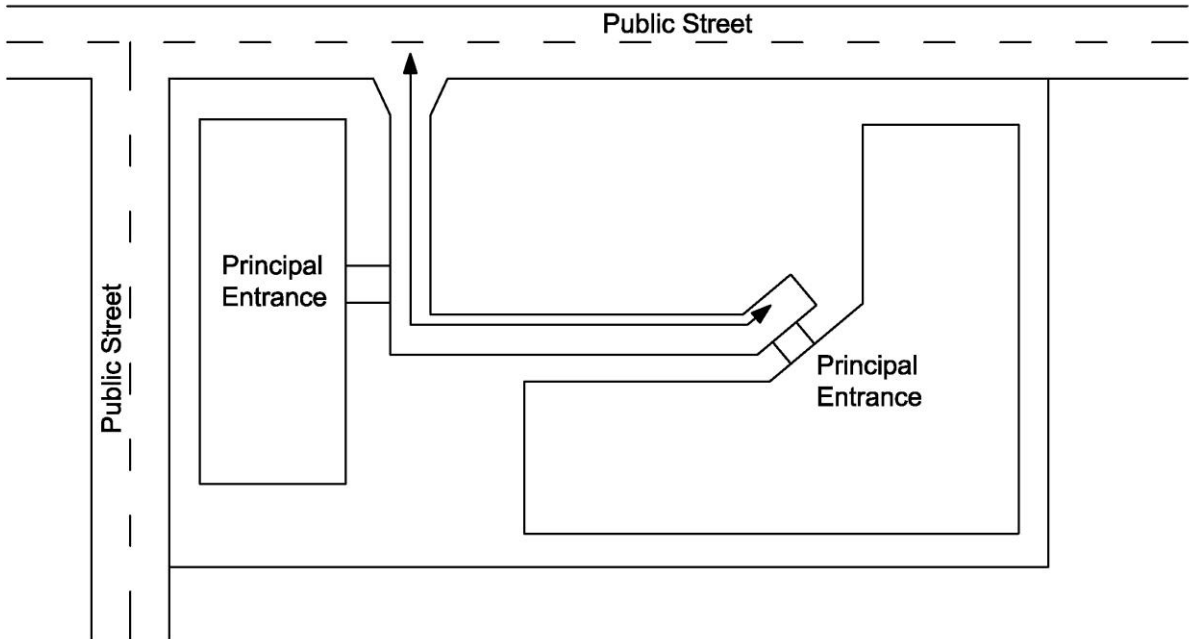 Public Street
Principal
Entrance
Public Street
Principal
Entrance